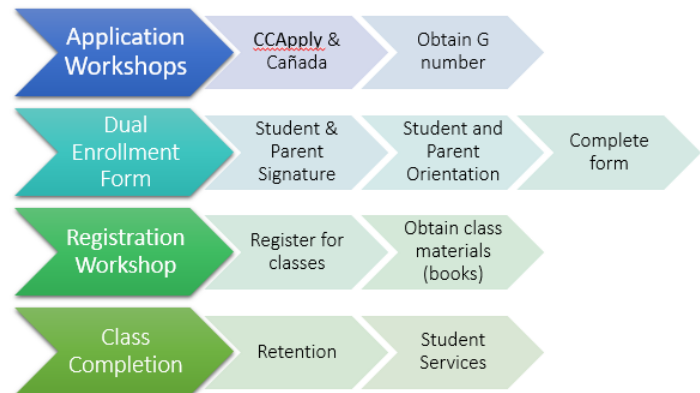 Application
Workshops
CCApply &
Cañada
Obtain G
number
Dual
Enrollment
Form
Student &
Parent
Signature
Student and
Parent
Orientation
Complete
form
Registration
Workshop
Register for
classes
Obtain class
materials
(books)
Class
Completion
Retention
Student
Services